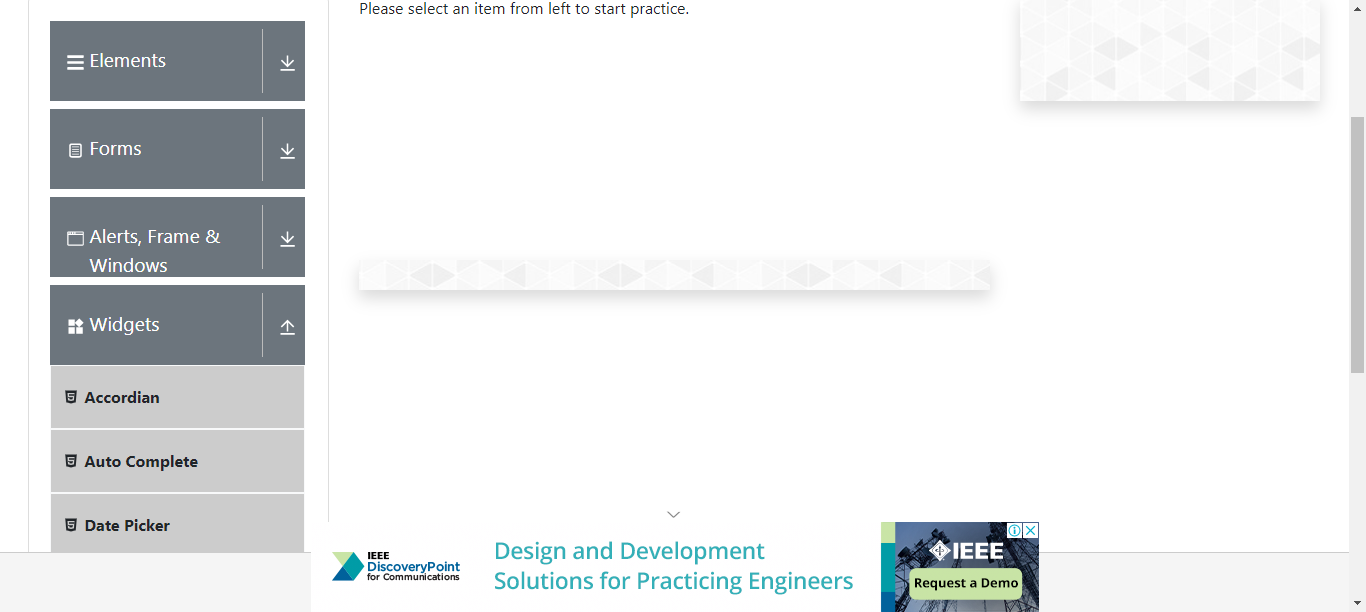 Please select an item from left to start practice.
Elements
Forms
Alerts, Frame &
Windows
Widgets
Accordian
Auto Complete
Date Picker
IEEE
DiscoveryPoint
for Communications
Design and Development
Solutions for Practicing Engineers
IEEE
Request a Demo